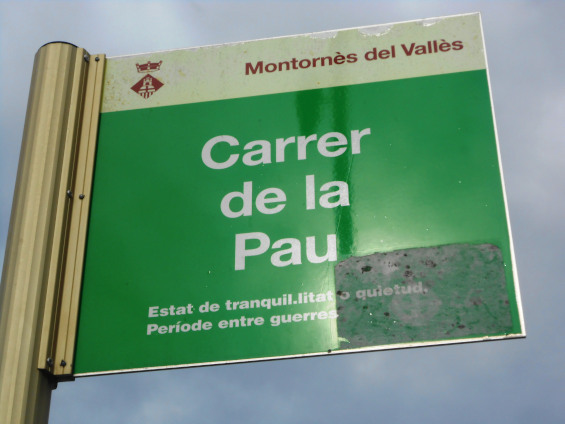 Montornès del Vallès
Carrer
de la
Pau
Estat de tranquil.litat o quietud.
Període entre guerres